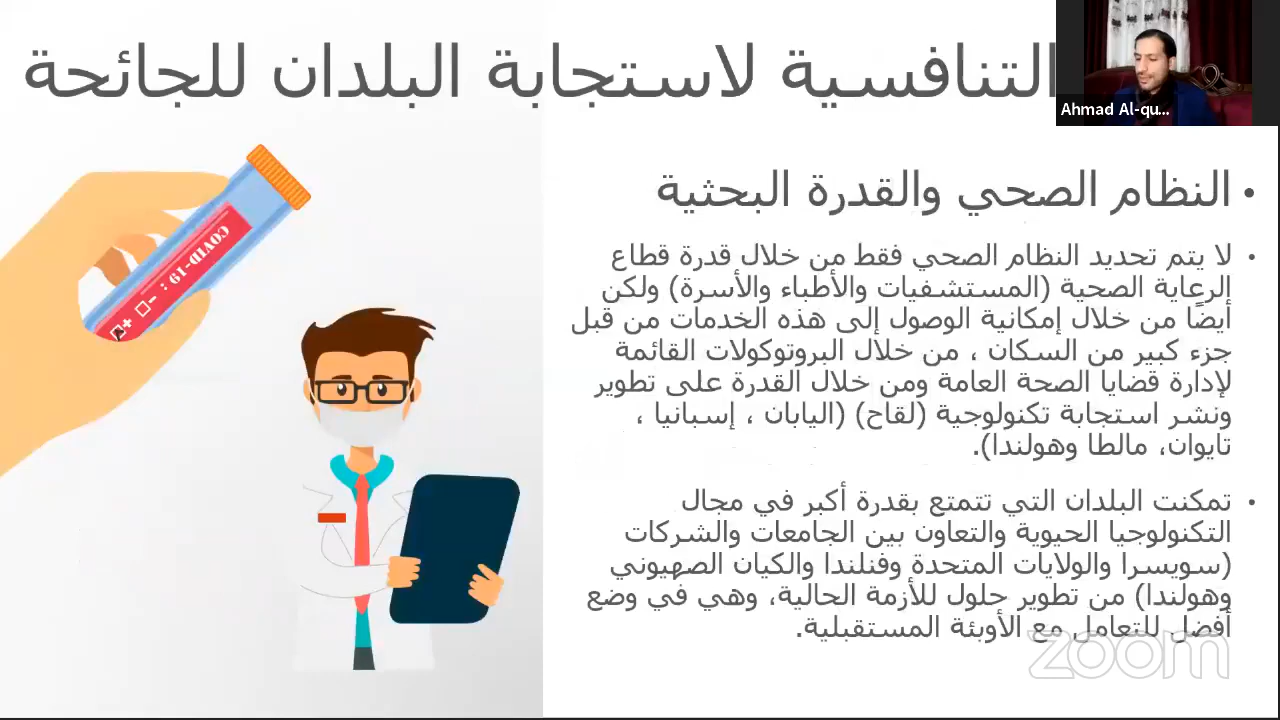 التنافسية لاستجابة البلدان للجائحة
Ahmad Al-qu...
COVID-19 :
• النظام الصحي والقدرة البحثية
• لا يتم تحديد النظام الصحي فقط من خلال قدرة قطاع
الرعاية الصحية (المستشفيات والأطباء والأسرة) ولكن
أيضًا من خلال إمكانية الوصول إلى هذه الخدمات من قبل
جزء كبير من السكان ، من خلال البروتوكولات القائمة
لإدارة قضايا الصحة العامة ومن خلال القدرة على تطوير
ونشر استجابة تكنولوجية (لقاح) (اليابان ، إسبانيا ،
تايوان، مالطا وهولندا).
• تمكنت البلدان التي تتمتع بقدرة أكبر في مجال
التكنولوجيا الحيوية والتعاون بين الجامعات والشركات
(سويسرا والولايات المتحدة وفنلندا والكيان الصهيوني
وهولندا) من تطوير حلول للأزمة الحالية، وهي في وضع
أفضل للتعامل مع الأوبئة المستقبلية.
zoom